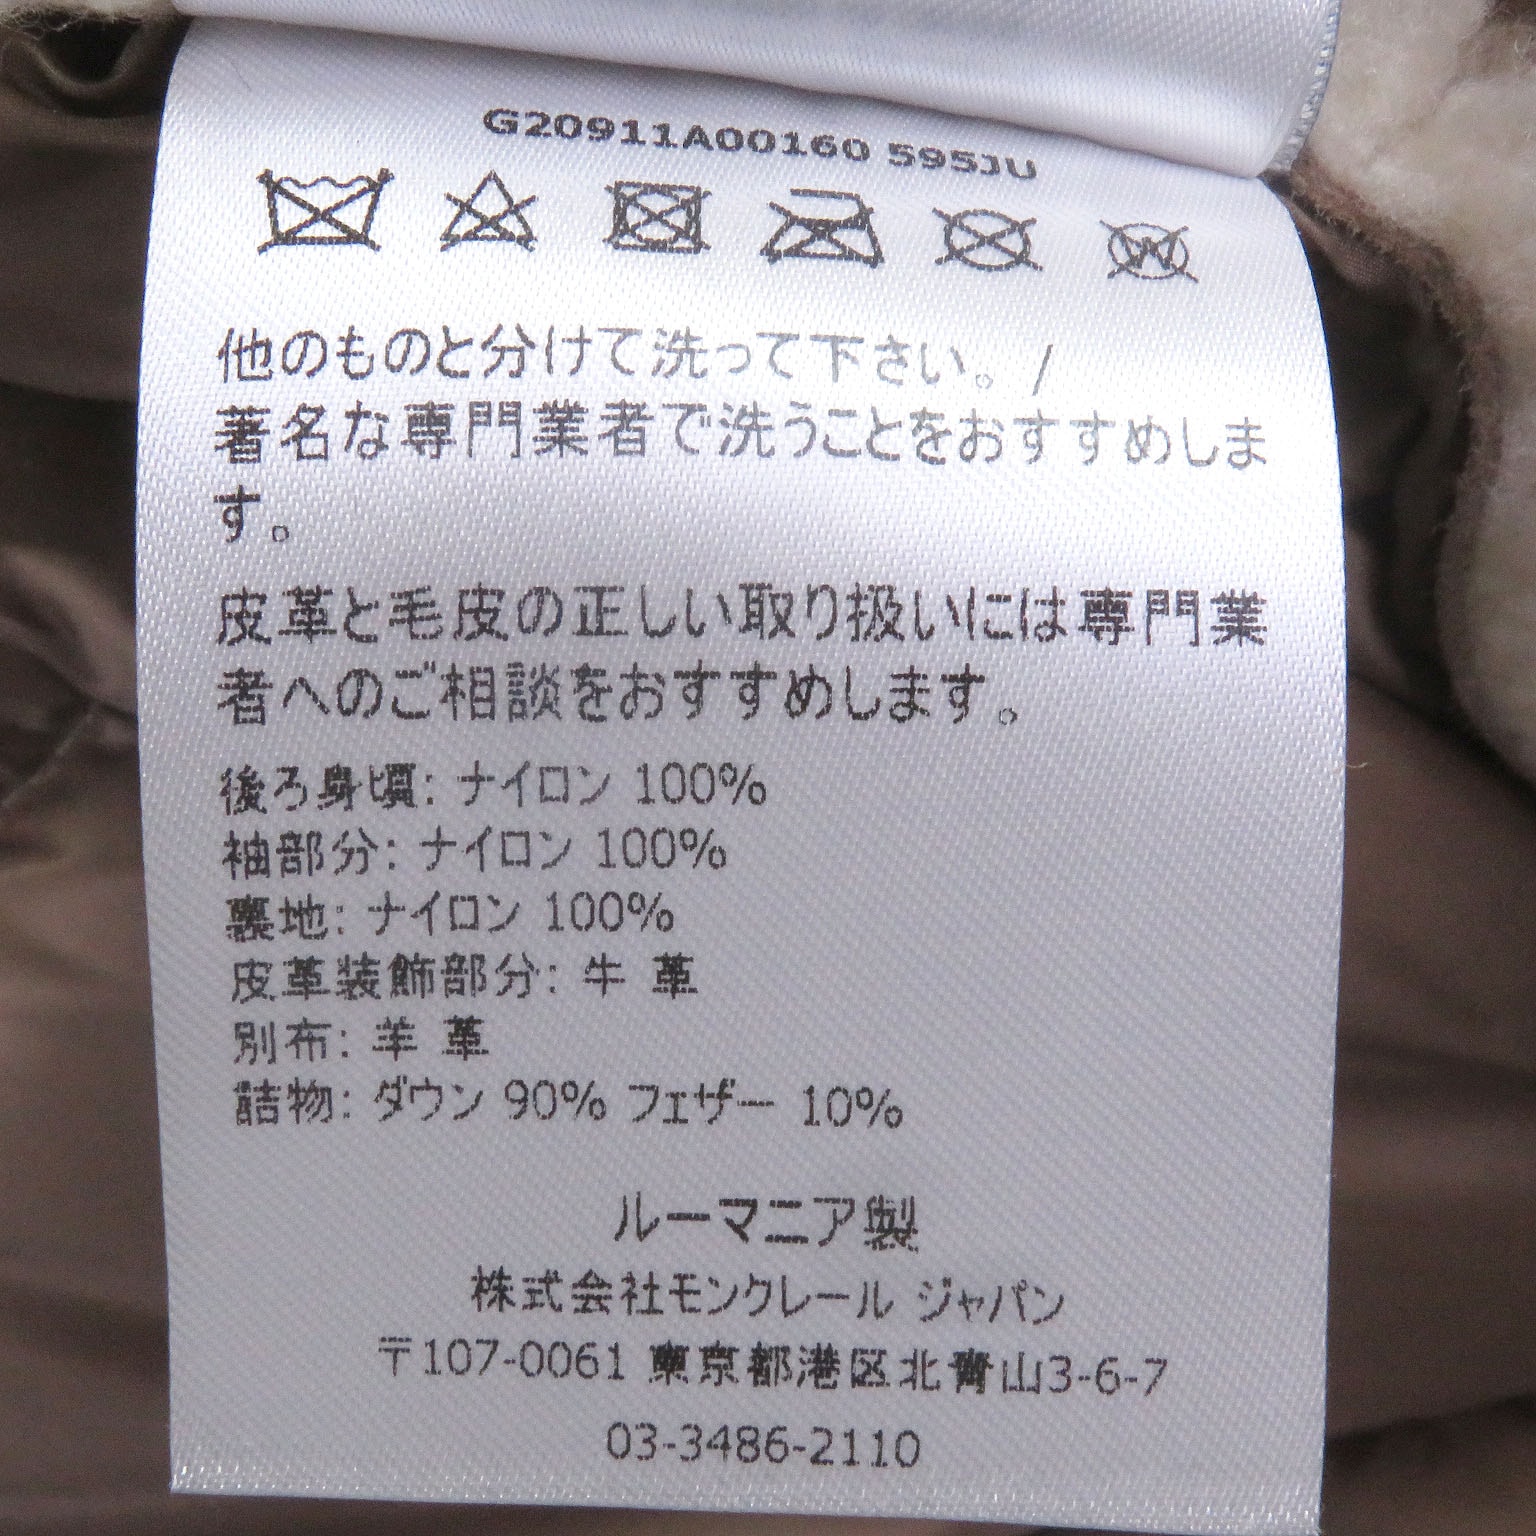 G20911A00160 595JU
他のものと分けて洗って下さい。/
著名な専門業者で洗うことをおすすめしま
す。
皮革と毛皮の正しい取り扱いには専門業
者へのご相談をおすすめします。
後ろ身頃: ナイロン 100%
袖部分: ナイロン 100%
裏地: ナイロン 100%
皮革装飾部分: 牛 革
別布: 羊 革
詰物: ダウン 90% フェザー 10%
ルーマニア製
株式会社モンクレール ジャパン
〒107-0061 東京都港区北青山3-6-7
03-3486-2110